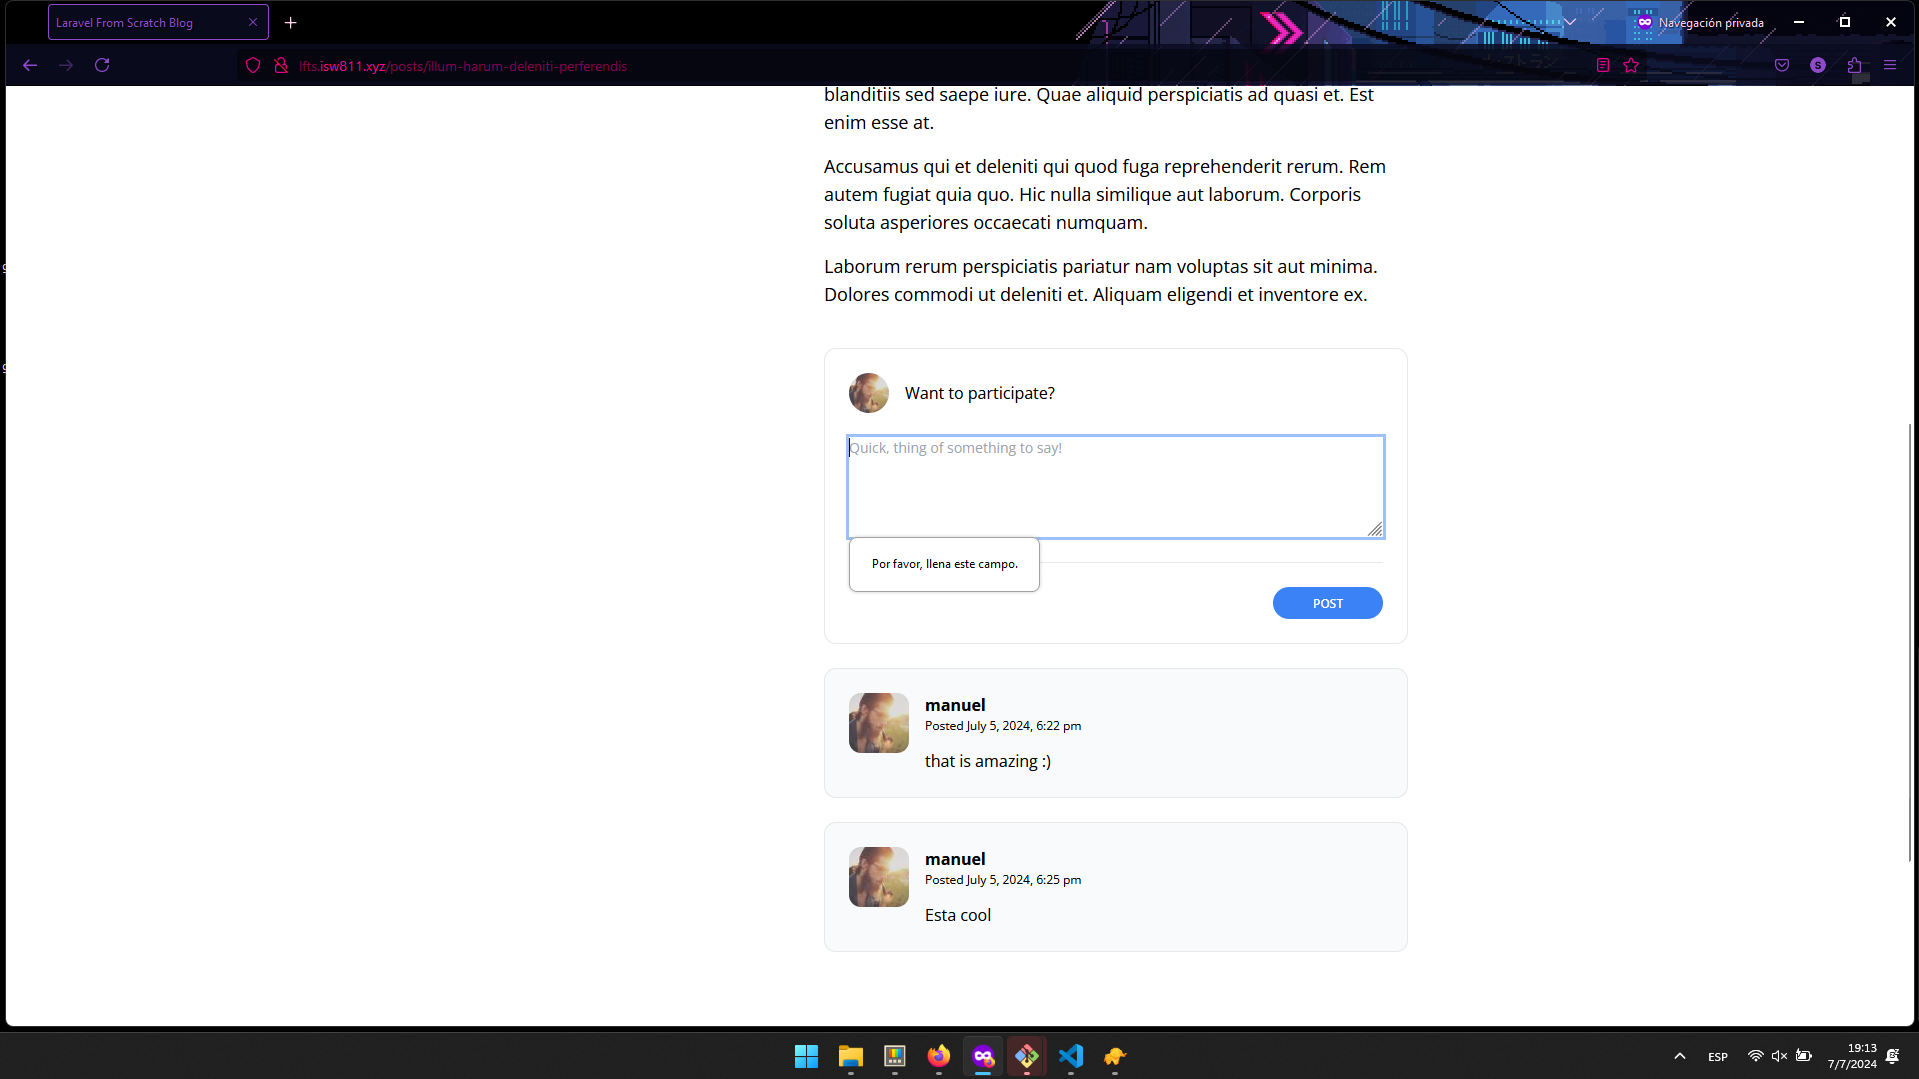 Laravel From Scratch Blog
Navegación privada
lfts.isw811.xyz/posts/illum-harum-deleniti-perferendis
blanditiis sed saepe iure. Quae aliquid perspiciatis ad quasi et. Est
enim esse at.
Accusamus qui et deleniti qui quod fuga reprehenderit rerum. Rem
autem fugiat quia quo. Hic nulla similique aut laborum. Corporis
soluta asperiores occaecati numquam.
Laborum rerum perspiciatis pariatur nam voluptas sit aut minima.
Dolores commodi ut deleniti et. Aliquam eligendi et inventore ex.
Want to participate?
Quick, thing of something to say!
Por favor, llena este campo.
POST
manuel
Posted July 5, 2024, 6:22 pm
that is amazing :)
manuel
Posted July 5, 2024, 6:25 pm
Esta cool
ESP
19:13
7/7/2024